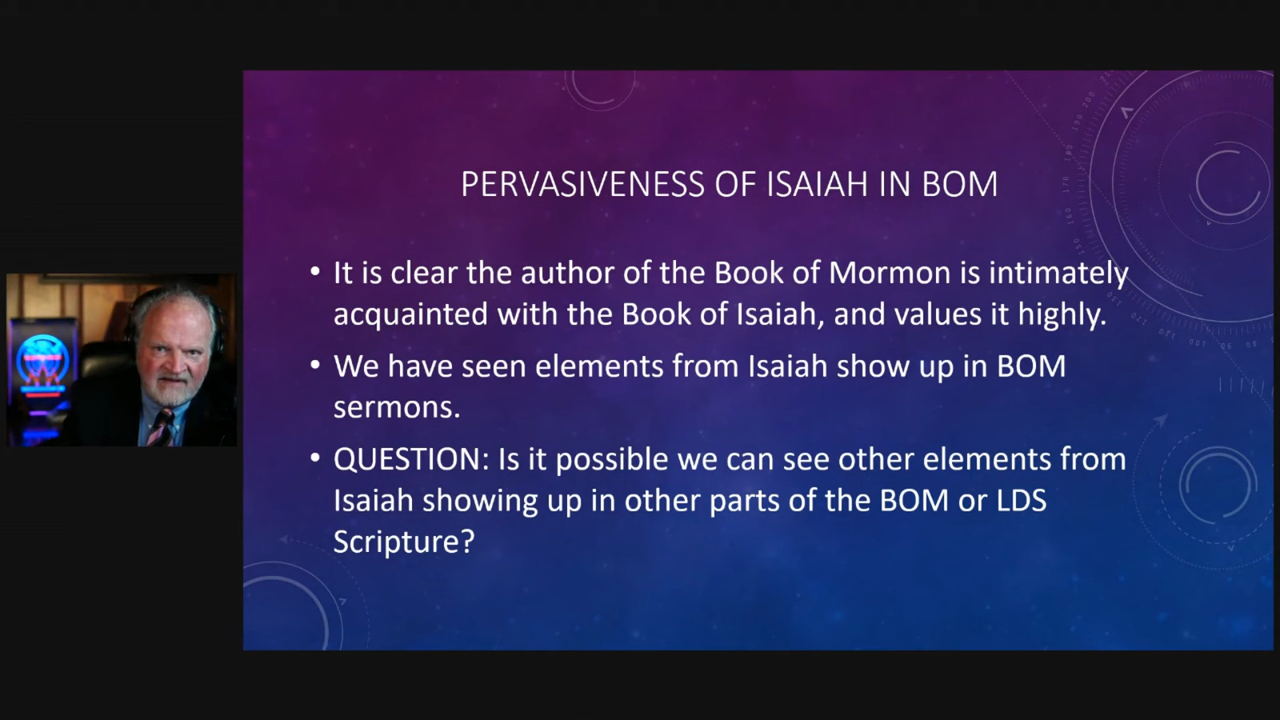 PERVASIVENESS OF ISAIAH IN BOM
• It is clear the author of the Book of Mormon is intimately
acquainted with the Book of Isaiah, and values it highly.
• We have seen elements from Isaiah show up in BOM
sermons.
• QUESTION: Is it possible we can see other elements from
Isaiah showing up in other parts of the BOM or LDS
Scripture?